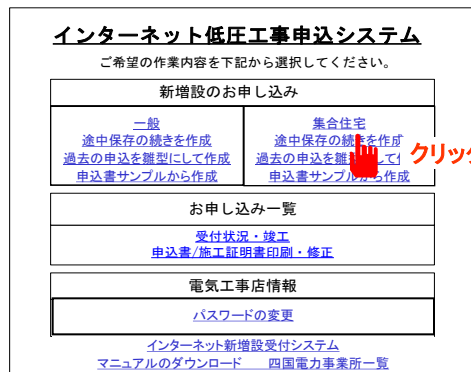 インターネット低圧工事申込システム
ご希望の作業内容を下記から選択してください。
新増設のお申し込み
一般
途中保存の続きを作成
過去の申込を雛型にして作成
申込書サンプルから作成
集合住宅
途中保存の続きを作成
過去の申込を雛型にして作成
申込書サンプルから作成
クリック
お申し込み一覧
受付状況・竣工
申込書/施工証明書印刷・修正
電気工事店情報
パスワードの変更
インターネット新増設受付システム
マニュアルのダウンロード 四国電力事業所一覧